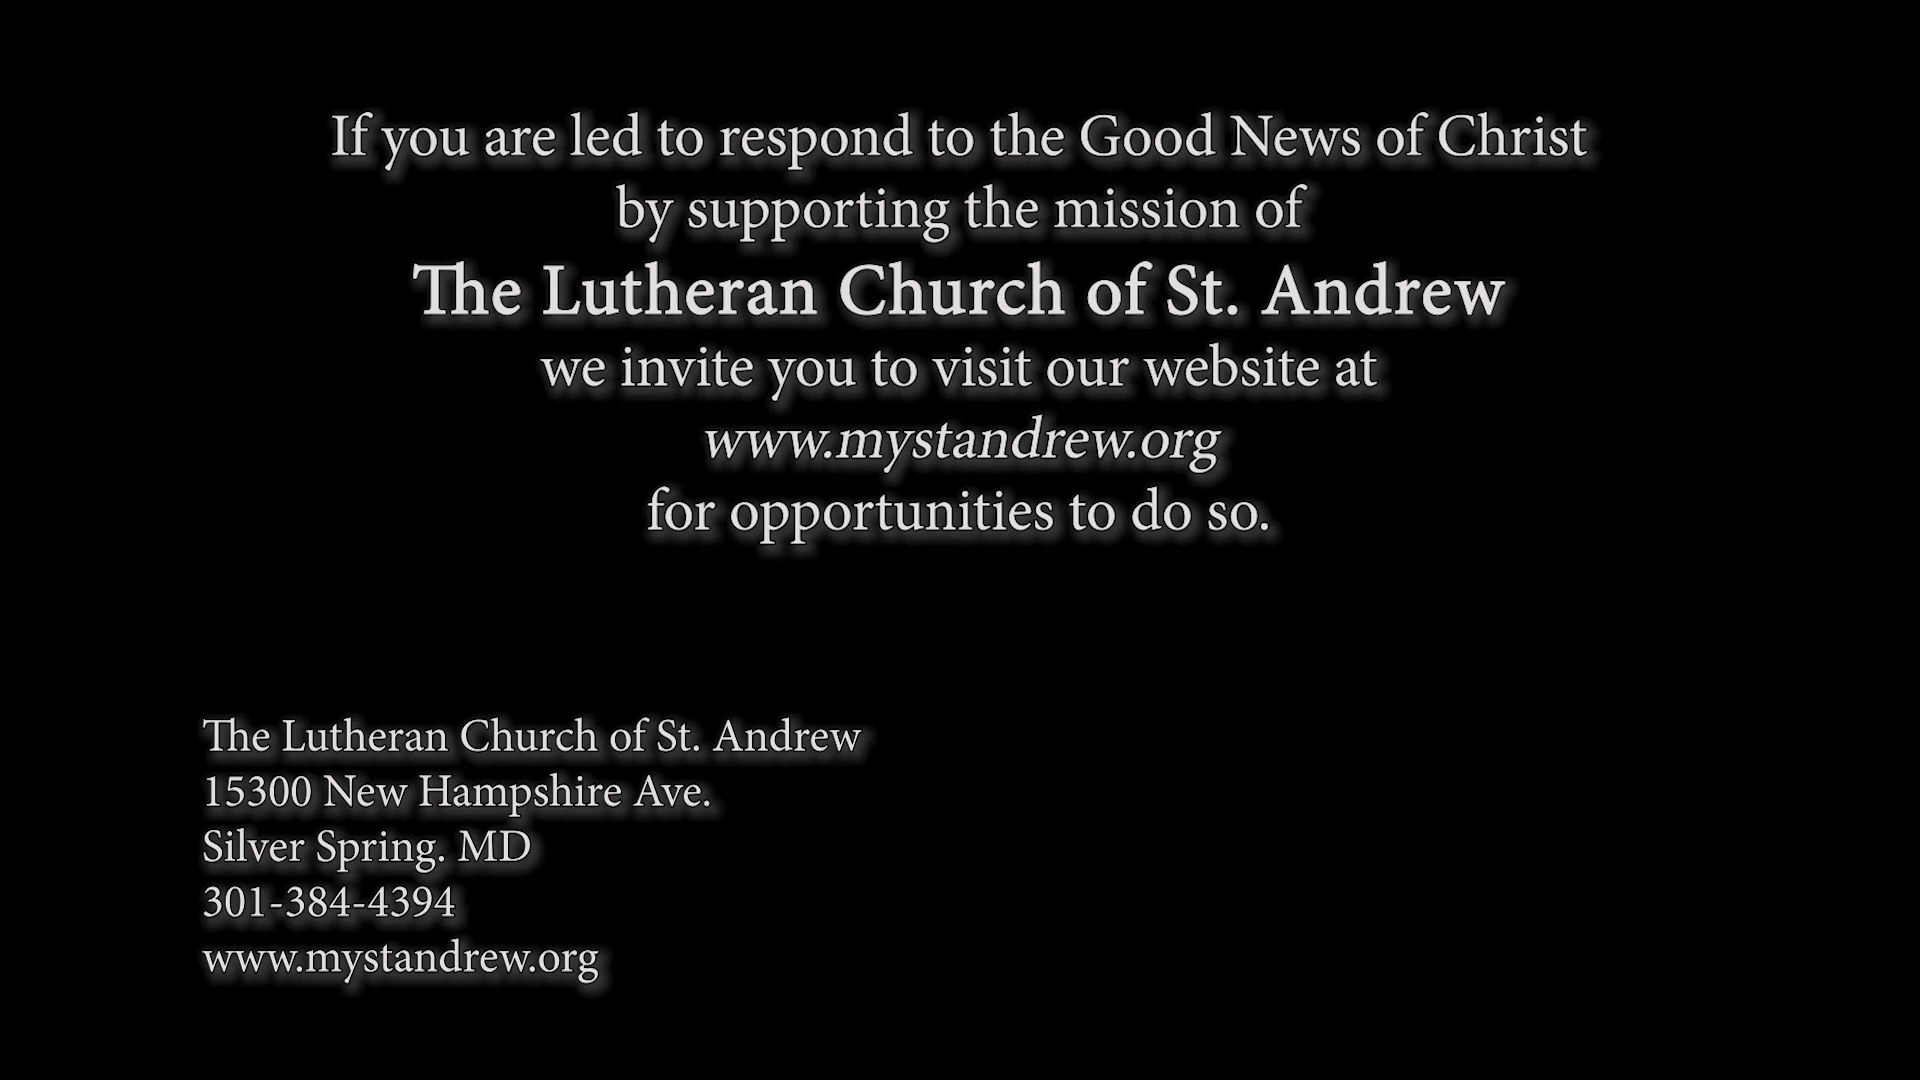 If you are led to respond to the Good News of Christ
by supporting the mission of
The Lutheran Church of St. Andrew
we invite you to visit our website at
www.mystandrew.org
for opportunities to do so.
The Lutheran Church of St. Andrew
15300 New Hampshire Ave.
Silver Spring. MD
301-384-4394
www.mystandrew.org